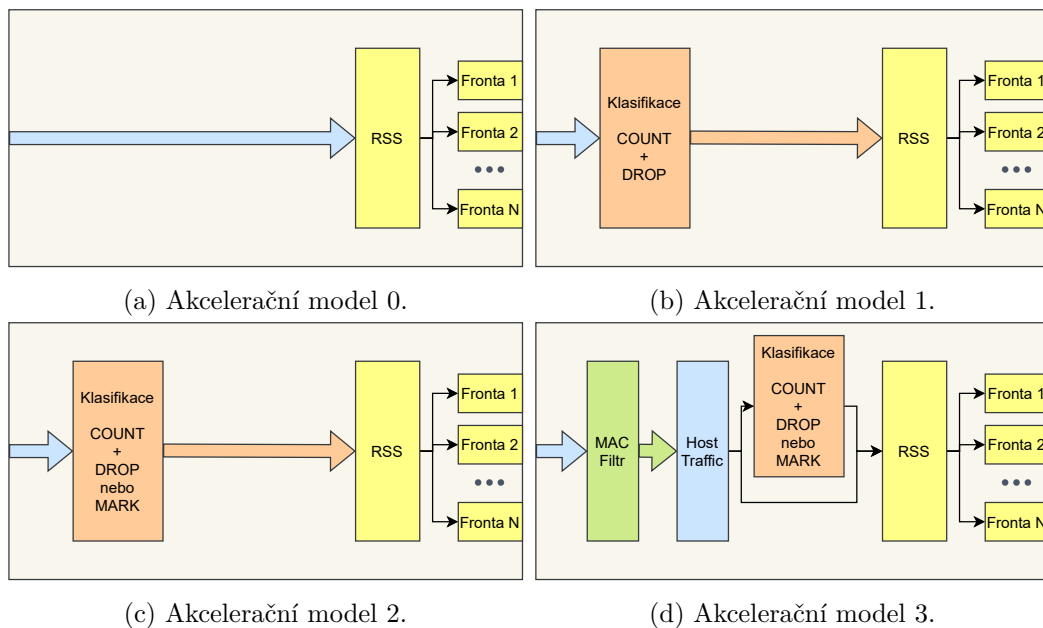 RSS
Fronta 1
Fronta 2
Fronta N
(a) Akcelerační model 0.
Klasifikace
COUNT
+
DROP
RSS
Fronta 1
Fronta 2
Fronta N
(b) Akcelerační model 1.
Klasifikace
COUNT
+
DROP
nebo
MARK
RSS
Fronta 1
Fronta 2
Fronta N
(c) Akcelerační model 2.
MAC
Filtr
Host
Traffic
Klasifikace
COUNT
+
DROP
nebo
MARK
RSS
Fronta 1
Fronta 2
Fronta N
(d) Akcelerační model 3.